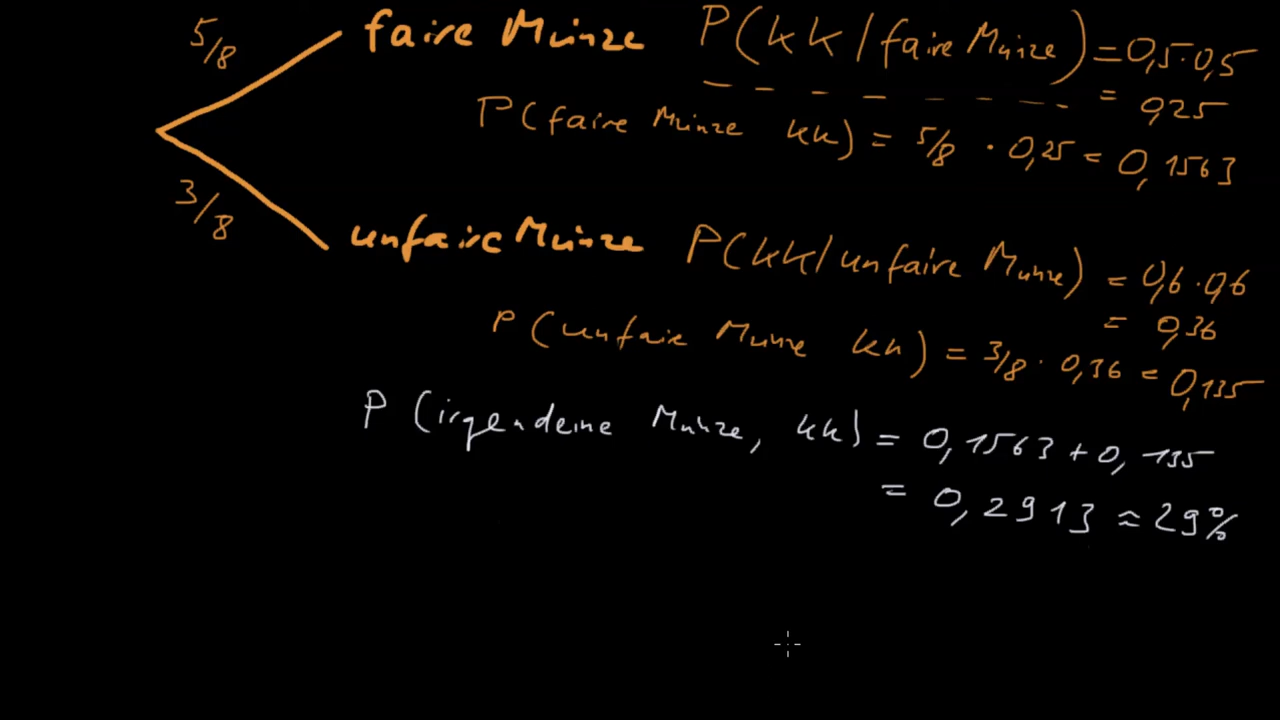 5/8 faire Münze P(KK/faire Münze) = 0,5·0,5
= 0,25
P(faire Münze KK) = 5/8 · 0,25 = 0,1563
3/8 unfaire Münze P(KK/unfaire Münze) = 0,6·0,6
= 0,36
P(unfaire Münze KK) = 3/8 · 0,36 = 0,135
P(irgendeine Münze, KK) = 0,1563 + 0,135
= 0,2913 ≈ 29%